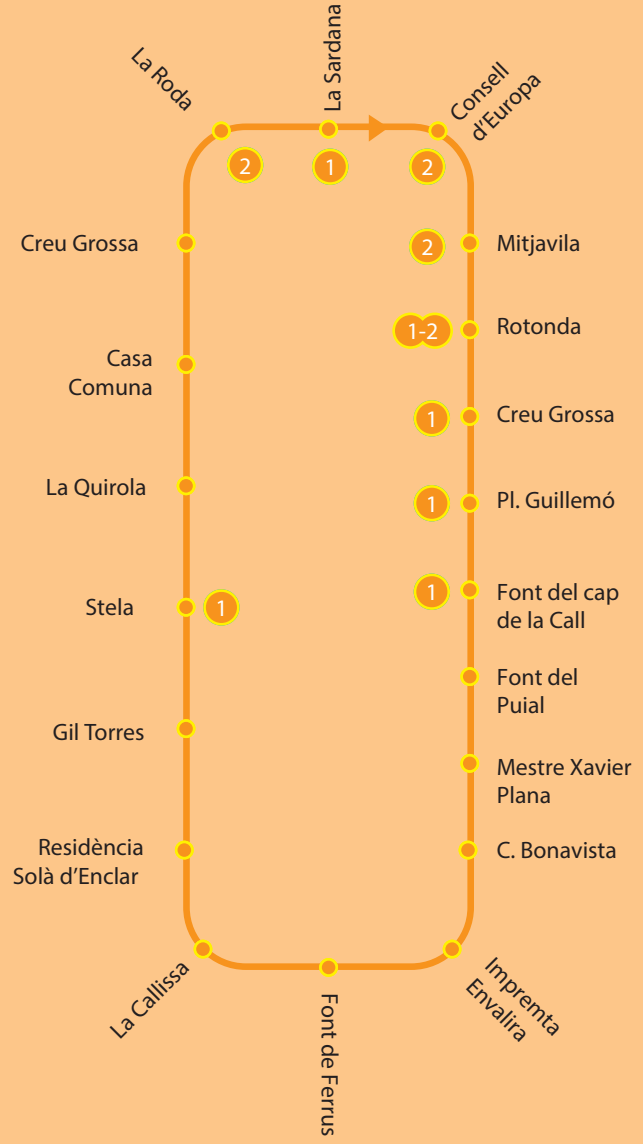 La Roda
La Sardana
Consell
d'Europa
2
1
2
Creu Grossa
2
Mitjavila
1-2
Rotonda
Casa
Comuna
1
Creu Grossa
La Quirola
1
Pl. Guillemó
Stela
1
1
Font del cap
de la Call
Font del
Puial
Gil Torres
Mestre Xavier
Plana
Residència
Solà d'Enclar
C. Bonavista
La Callissa
Font de Ferrus
Impremta
Envalira